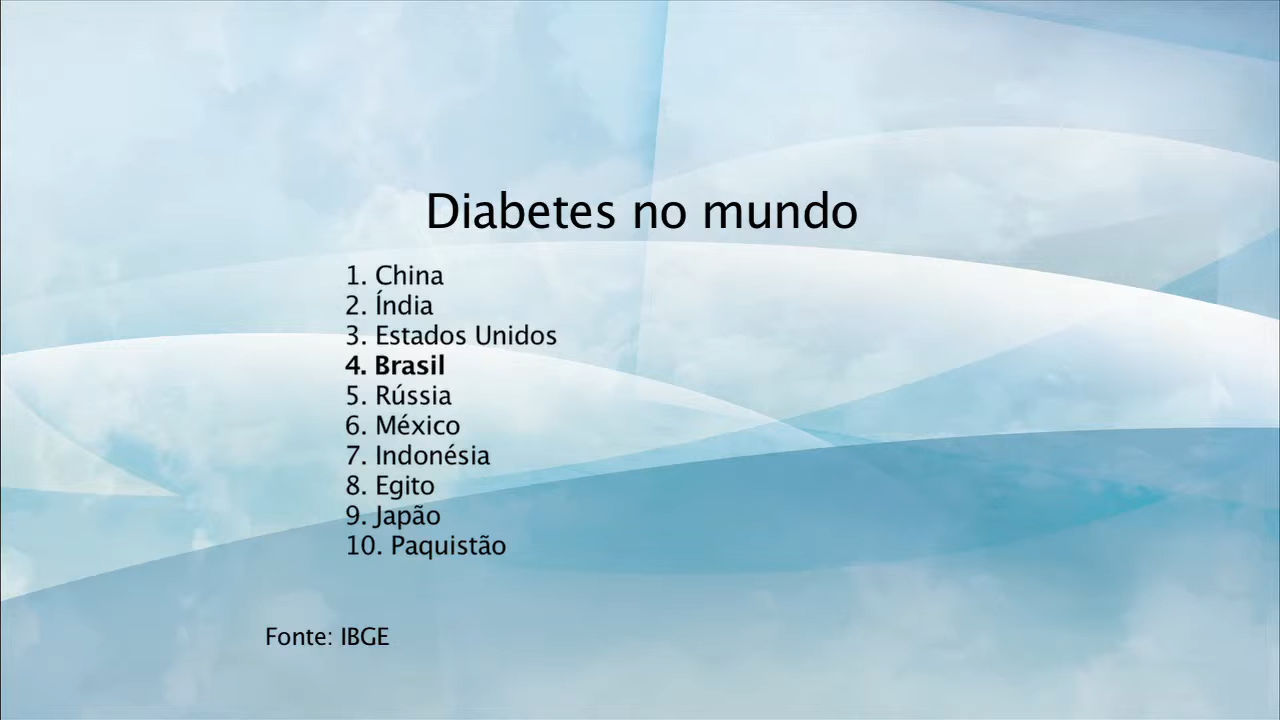 Diabetes no mundo
1. China
2. Índia
3. Estados Unidos
4. Brasil
5. Rússia
6. México
7. Indonésia
8. Egito
9. Japão
10. Paquistão
Fonte: IBGE